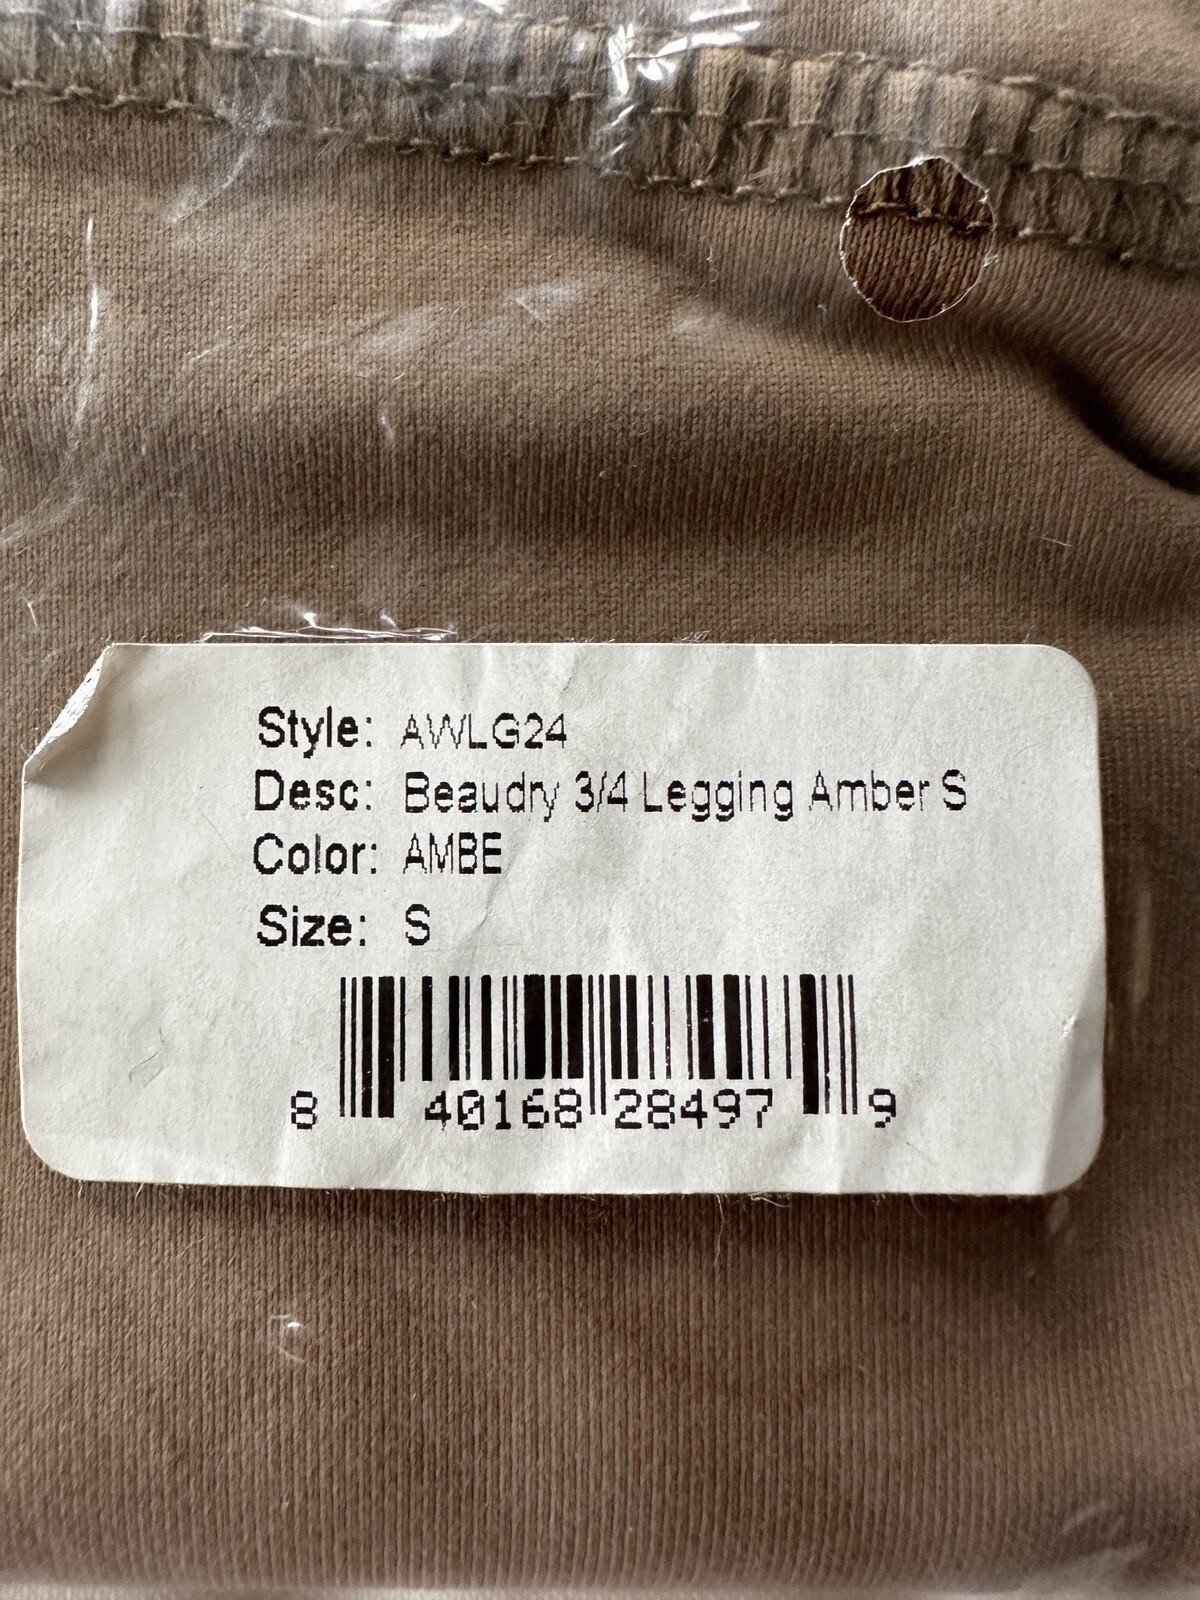 Style: AWLG24
Desc: Beaudry 3/4 Legging Amber S
Color: AMBE
Size: S
8 40168 28497 9